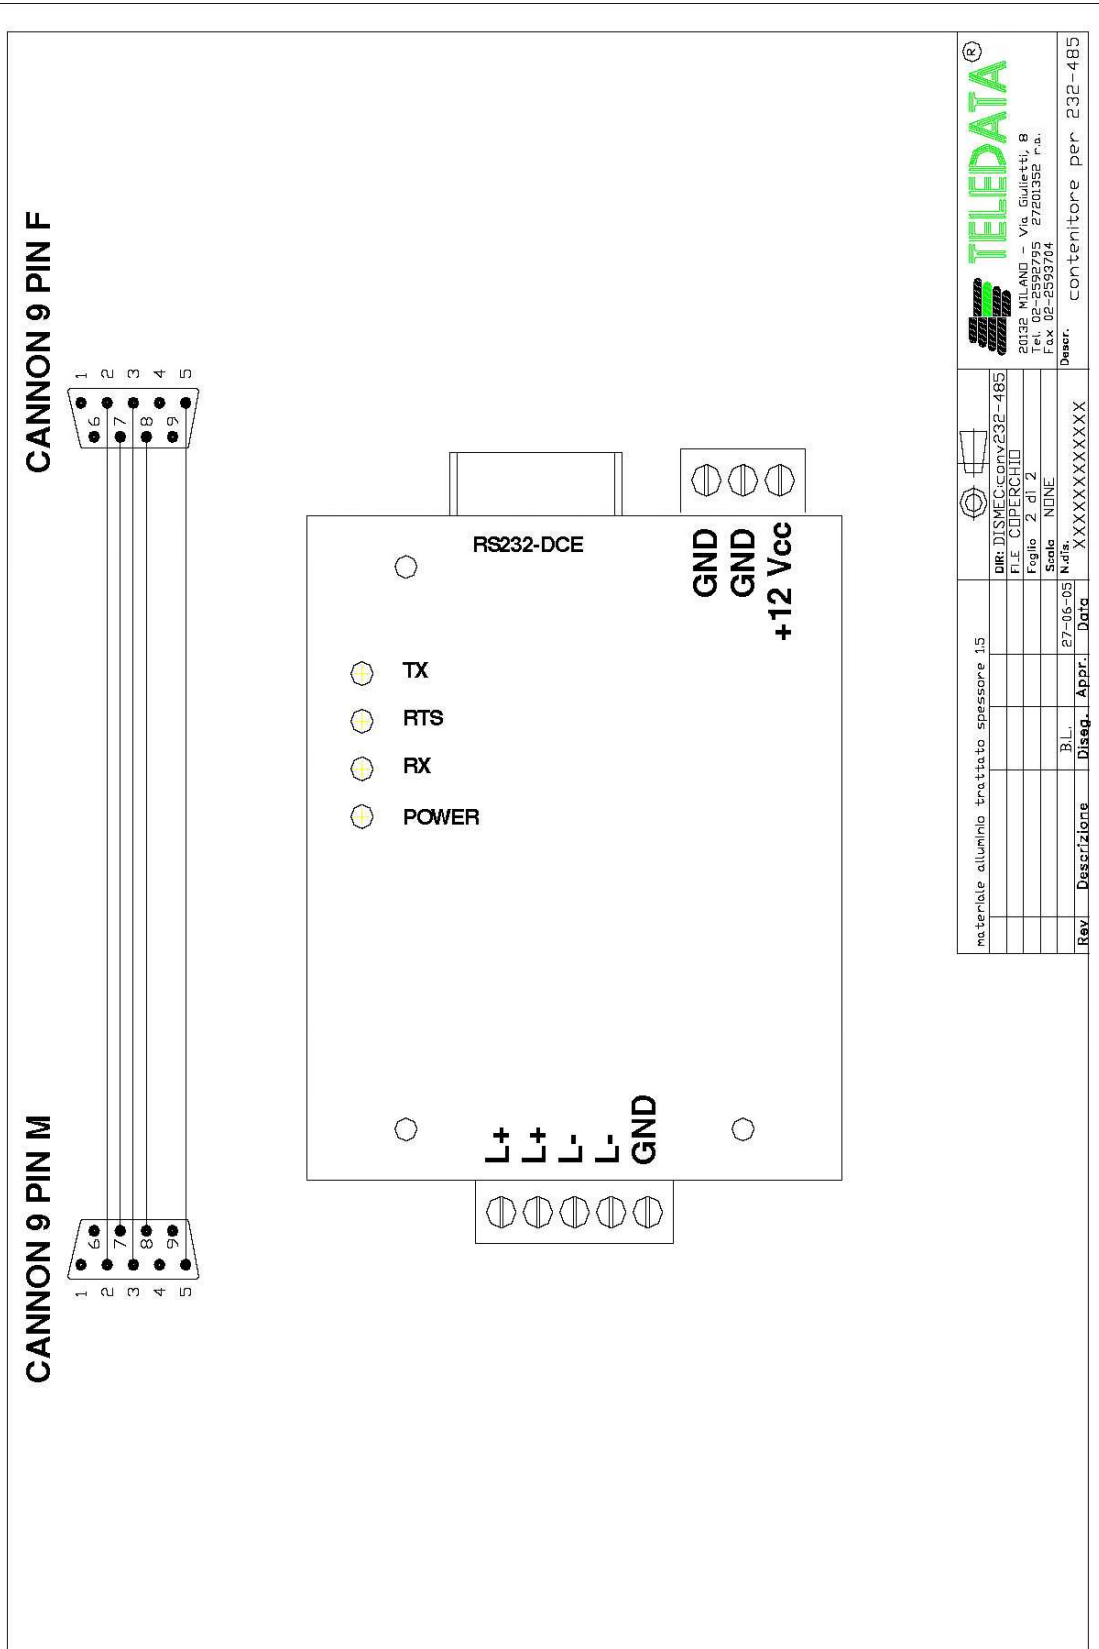 CANNON 9 PIN M
CANNON 9 PIN F
1
2
3
4
5
6
7
8
9
1
2
3
4
5
6
7
8
9
RS232-DCE
GND
GND
+12 Vcc
TX
RTS
RX
POWER
L+
L+
L-
L-
GND
materiale alluminio trattato spessore 1.5
TELEDATA ®
20132 MILANO - Via Giulietti, 8
Tel. 02-2592795 27201352 r.a.
Fax 02-2593704
DIR: DISMEC:conv232-485
FILE COPERCHIO
Foglio 2 di 2
Scala NONE
N.dis. XXXXXXXXXXXX
Descr. contenitore per 232-485
B.L. 27-06-05
Rev Descrizione Diseg. Appr. Data